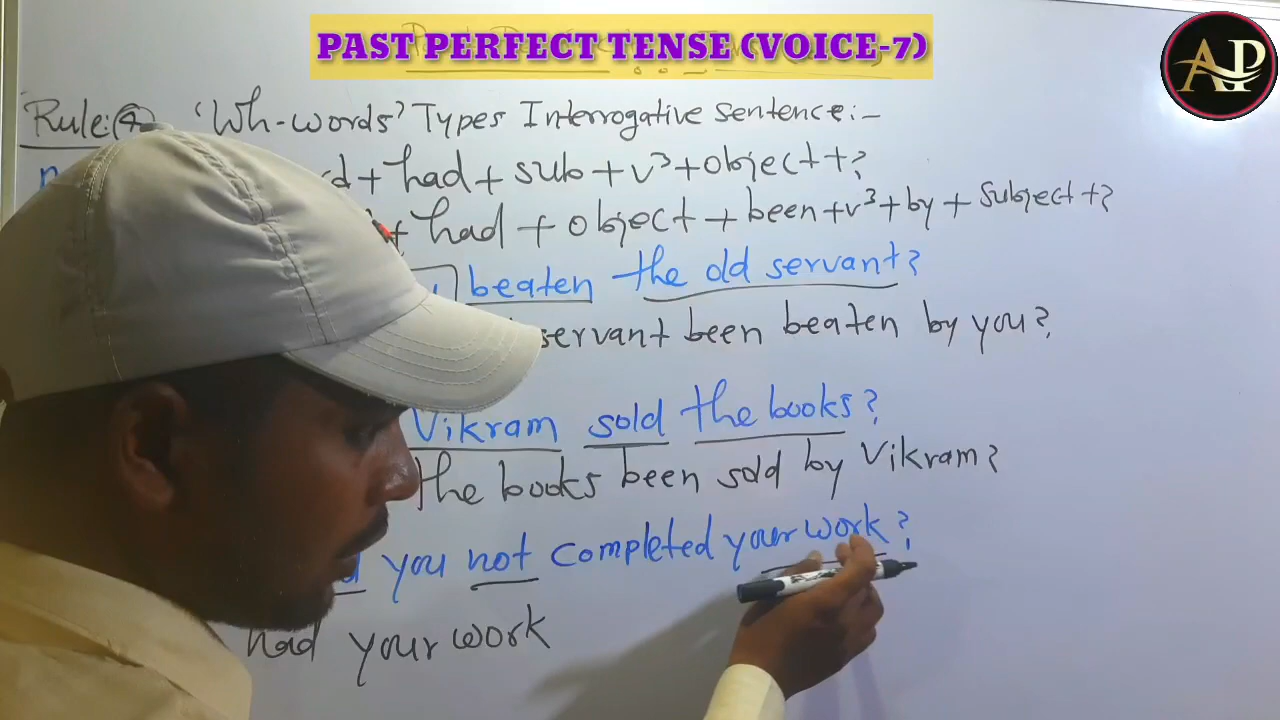 PAST PERFECT TENSE (VOICE-7)
AP
Rule:④ 'Wh-words' Types Interrogative sentence:-
+had+sub+v³+object+?
+had+object+been+v³+by+Subject+?
beaten the old servant?
servant been beaten by you?
Vikram sold the books?
the books been sold by Vikram?
you not completed your work?
had your work